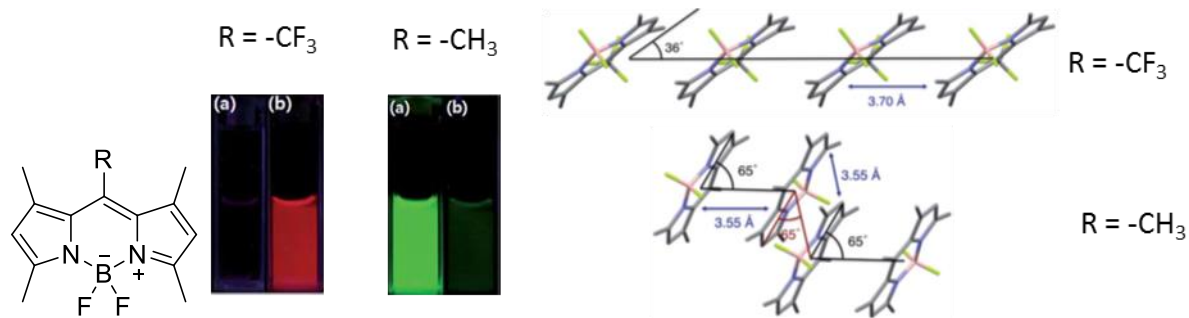 R = -CF₃
R = -CH₃
(a)
(b)
(a)
(b)
R
N
N
+
B
−
F
F
36°
3.70 Å
R = -CF₃
65°
3.55 Å
3.55 Å
65°
65°
R = -CH₃